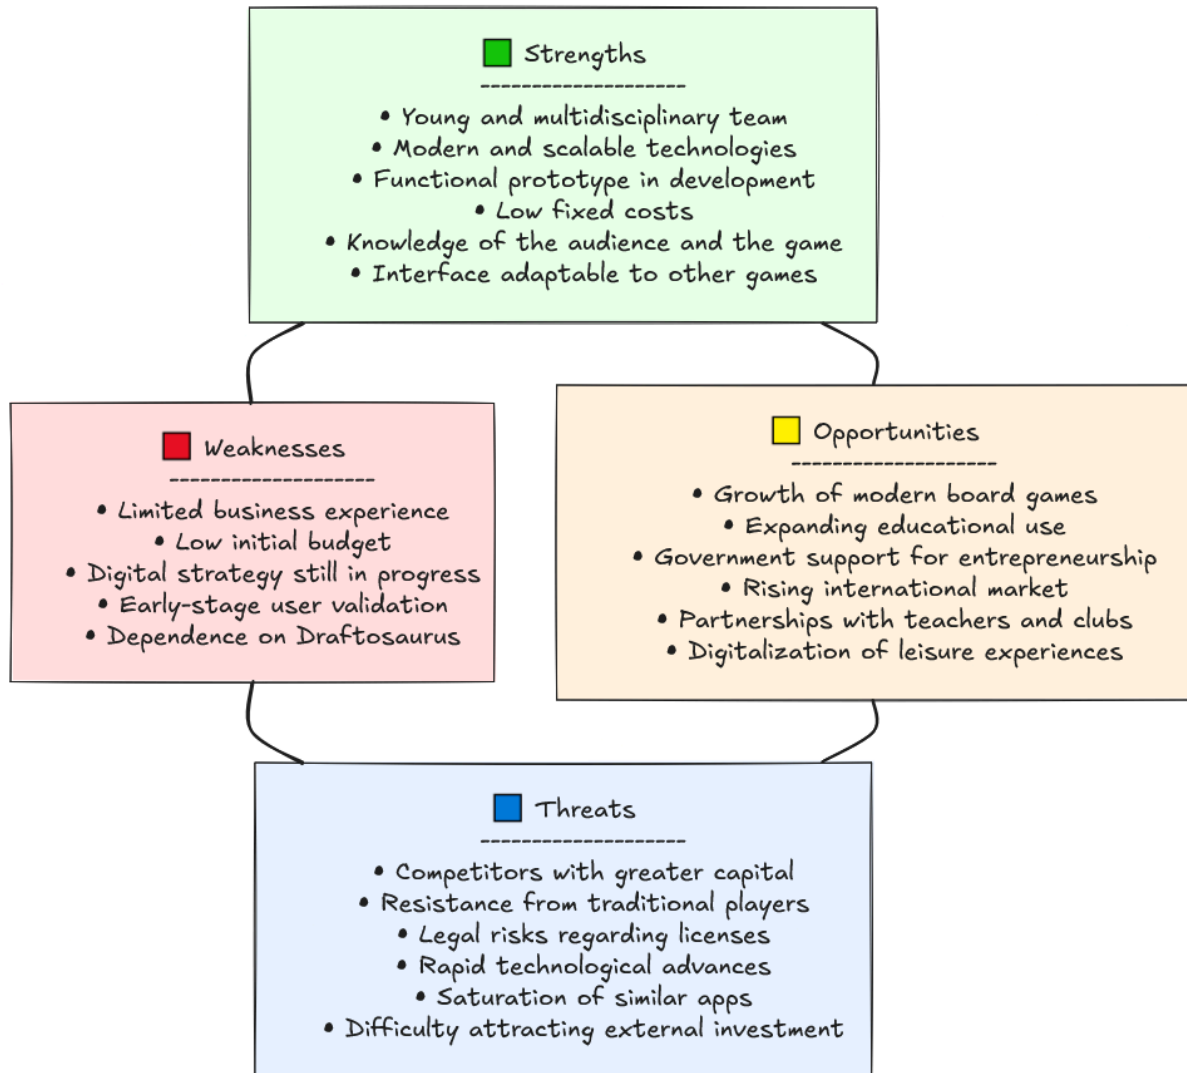 Strengths
--------------------
• Young and multidisciplinary team
• Modern and scalable technologies
• Functional prototype in development
• Low fixed costs
• Knowledge of the audience and the game
• Interface adaptable to other games
Weaknesses
--------------------
• Limited business experience
• Low initial budget
• Digital strategy still in progress
• Early-stage user validation
• Dependence on Draftosaurus
Opportunities
--------------------
• Growth of modern board games
• Expanding educational use
• Government support for entrepreneurship
• Rising international market
• Partnerships with teachers and clubs
• Digitalization of leisure experiences
Threats
--------------------
• Competitors with greater capital
• Resistance from traditional players
• Legal risks regarding licenses
• Rapid technological advances
• Saturation of similar apps
• Difficulty attracting external investment